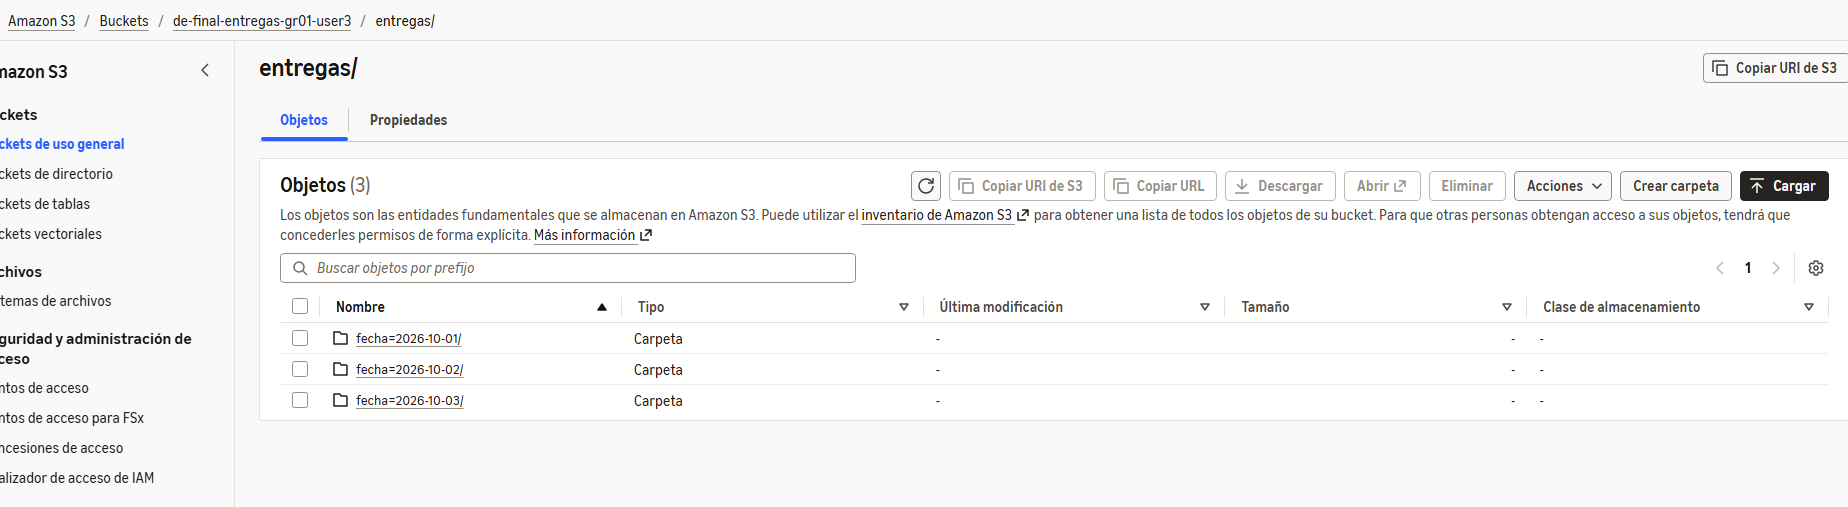 Amazon S3 / Buckets / de-final-entregas-gr01-user3 / entregas/
mazon S3
ckets
ckets de uso general
ckets de directorio
ckets de tablas
ckets vectoriales
chivos
temas de archivos
guridad y administración de
ceso
ntos de acceso
ntos de acceso para FSx
ncesiones de acceso
alizador de acceso de IAM
entregas/
Copiar URI de S3
Objetos
Propiedades
Objetos (3)
Copiar URI de S3
Copiar URL
Descargar
Abrir
Eliminar
Acciones
Crear carpeta
Cargar
Los objetos son las entidades fundamentales que se almacenan en Amazon S3. Puede utilizar el inventario de Amazon S3 para obtener una lista de todos los objetos de su bucket. Para que otras personas obtengan acceso a sus objetos, tendrá que
concederles permisos de forma explícita. Más información
Buscar objetos por prefijo
1
Nombre Tipo Última modificación Tamaño Clase de almacenamiento
fecha=2026-10-01/ Carpeta - - -
fecha=2026-10-02/ Carpeta - - -
fecha=2026-10-03/ Carpeta - - -